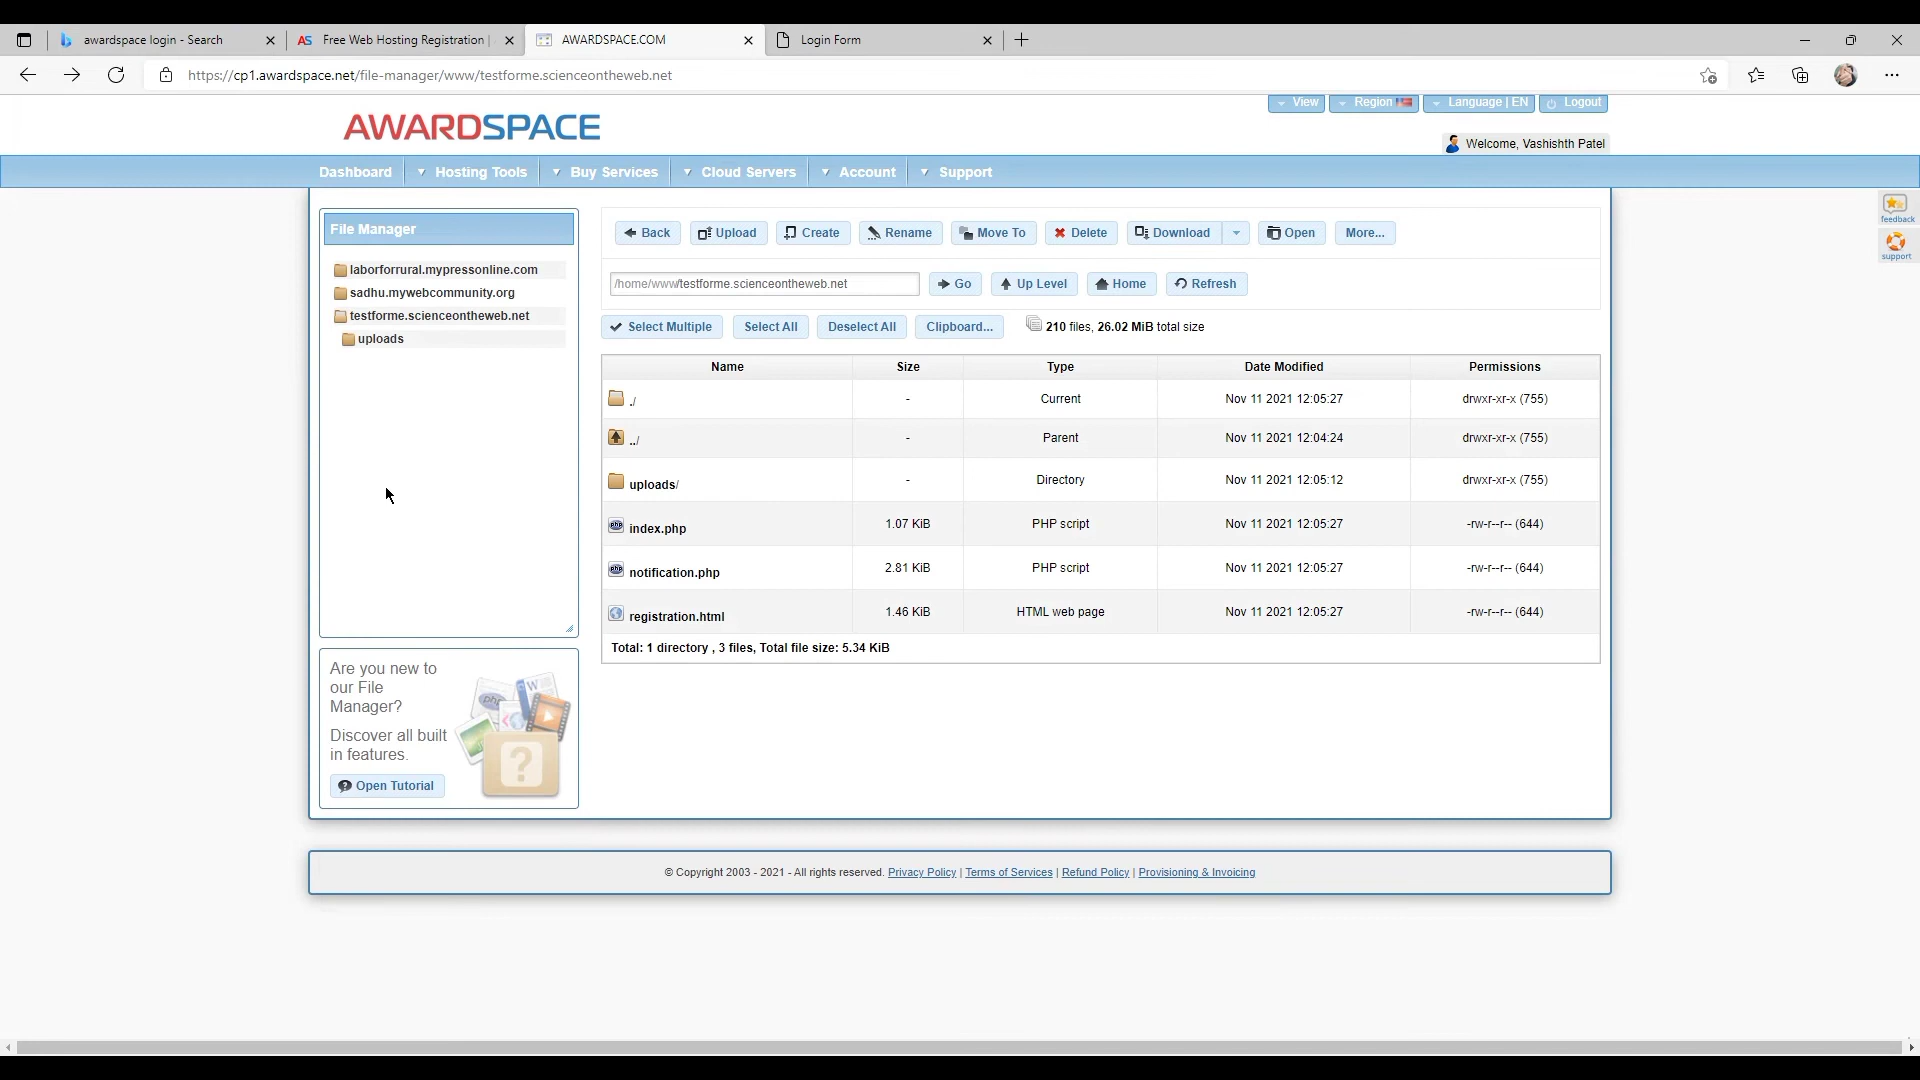 awardspace login - Search
Free Web Hosting Registration |
AWARDSPACE.COM
Login Form
https://cp1.awardspace.net/file-manager/www/testforme.scienceontheweb.net
View
Region
Language | EN
Logout
AWARDSPACE
Welcome, Vashishth Patel
Dashboard
Hosting Tools
Buy Services
Cloud Servers
Account
Support
feedback
support
File Manager
laborforrural.mypressonline.com
sadhu.mywebcommunity.org
testforme.scienceontheweb.net
uploads
Back
Upload
Create
Rename
Move To
Delete
Download
Open
More...
/home/www/testforme.scienceontheweb.net
Go
Up Level
Home
Refresh
Select Multiple
Select All
Deselect All
Clipboard...
210 files, 26.02 MiB total size
Name Size Type Date Modified Permissions
./ - Current Nov 11 2021 12:05:27 drwxr-xr-x (755)
../ - Parent Nov 11 2021 12:04:24 drwxr-xr-x (755)
uploads/ - Directory Nov 11 2021 12:05:12 drwxr-xr-x (755)
index.php 1.07 KiB PHP script Nov 11 2021 12:05:27 -rw-r--r-- (644)
notification.php 2.81 KiB PHP script Nov 11 2021 12:05:27 -rw-r--r-- (644)
registration.html 1.46 KiB HTML web page Nov 11 2021 12:05:27 -rw-r--r-- (644)
Total: 1 directory , 3 files, Total file size: 5.34 KiB
Are you new to
our File
Manager?
Discover all built
in features.
Open Tutorial
© Copyright 2003 - 2021 - All rights reserved. Privacy Policy | Terms of Services | Refund Policy | Provisioning & Invoicing